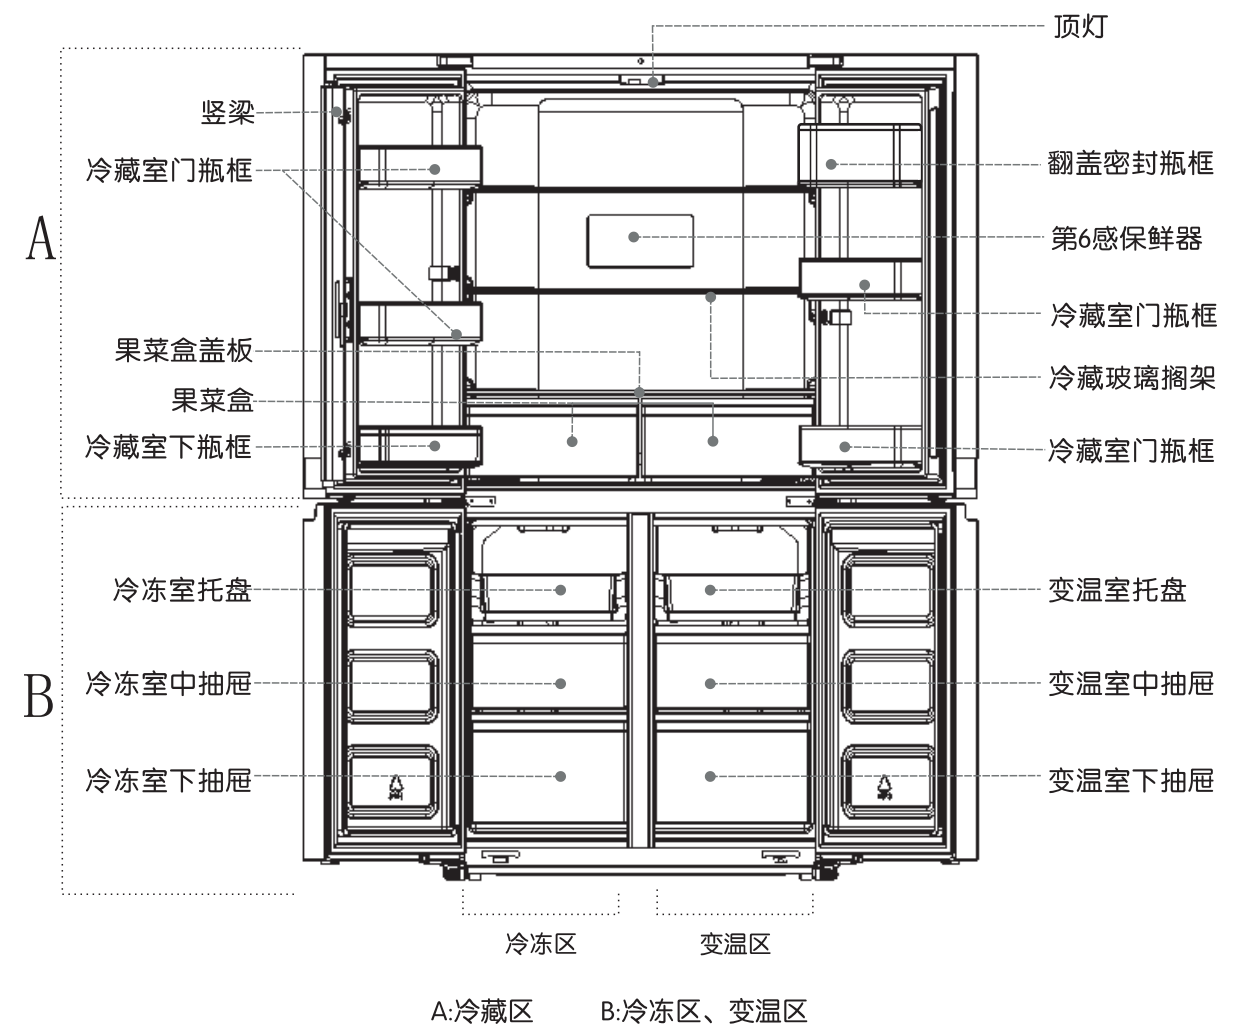 顶灯
竖梁
冷藏室门瓶框
翻盖密封瓶框
A
第6感保鲜器
冷藏室门瓶框
果菜盒盖板
冷藏玻璃搁架
果菜盒
冷藏室下瓶框
冷藏室门瓶框
冷冻室托盘
变温室托盘
B
冷冻室中抽屉
变温室中抽屉
冷冻室下抽屉
变温室下抽屉
冷冻区
变温区
A:冷藏区
B:冷冻区、变温区